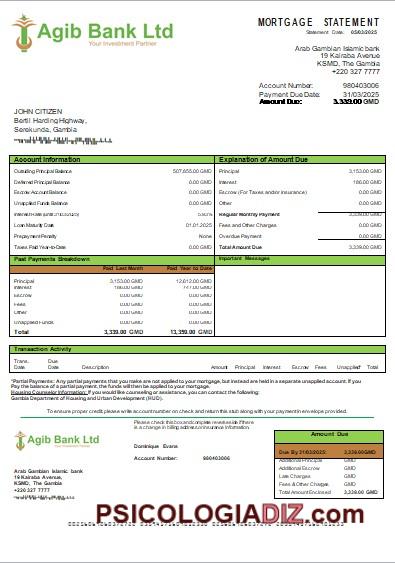 Agib Bank Ltd
Your Investment Partner
MORTGAGE STATEMENT
Statement Date: 05/03/2025
Arab Gambian Islamic bank
19 Kairaba Avenue
KSMD, The Gambia
+220 327 7777
Account Number: 980403006
Payment Due Date: 31/03/2025
Amount Due: 3,339.00 GMD
JOHN CITIZEN
Bertil Harding Highway,
Serekunda, Gambia
Account Information
Explanation of Amount Due
Outstanding Principal Balance 507,655.00 GMD
Principal 3,153.00 GMD
Deferred Principal Balance 0.00 GMD
Interest 186.00 GMD
Escrow Account Balance 0.00 GMD
Escrow (For Taxes and/or Insurance) 0.00 GMD
Unapplied Funds Balance 0.00 GMD
Other 0.00 GMD
Regular Monthly Payment 3,339.00 GMD
Loan Maturity Date 01.01.2025
Fees and Other Charges 0.00 GMD
Prepayment Penalty None
Overdue Payment 0.00 GMD
Taxes Paid Year-to-Date 0.00 GMD
Total Amount Due 3,339.00 GMD
Past Payments Breakdown
Important Messages
Paid Last Month Paid Year to Date
Principal 3,153.00 GMD 12,612.00 GMD
Interest 186.00 GMD 747.00 GMD
Escrow 0.00 GMD 0.00 GMD
Fees 0.00 GMD 0.00 GMD
Other 0.00 GMD 0.00 GMD
Unapplied Funds 0.00 GMD 0.00 GMD
Total 3,339.00 GMD 13,359.00 GMD
Transaction Activity
Trans. Date Due Date Description Amount Principal Interest Escrow Fees Unapplied* Total
*Partial Payments: Any partial payments that you make are not applied to your mortgage, but instead are held in a separate unapplied account. If you
Pay the balance of a partial payment, the funds will then be applied to your mortgage.
Housing Counselor Information: If you would like counseling or assistance, you can contact the following:
Gambia Department of Housing and Urban Development (HUD).
To ensure proper credit please write account number on check and return this stub along with your payment in envelope provided.
Agib Bank Ltd
Please check this box and complete reverse side if there
is a change in billing address or insurance information
Dominique Evans
Account Number: 980403006
Arab Gambian Islamic bank
19 Kairaba Avenue,
KSMD, The Gambia
+220 327 7777
Amount Due
Due By 31/03/2025: 3,339.00 GMD
Additional Principal GMD
Additional Escrow GMD
Late Charges GMD
Fees & Other Charges GMD
Total Amount Enclosed 3,339.00 GMD
PSICOLOGIADIZ.com